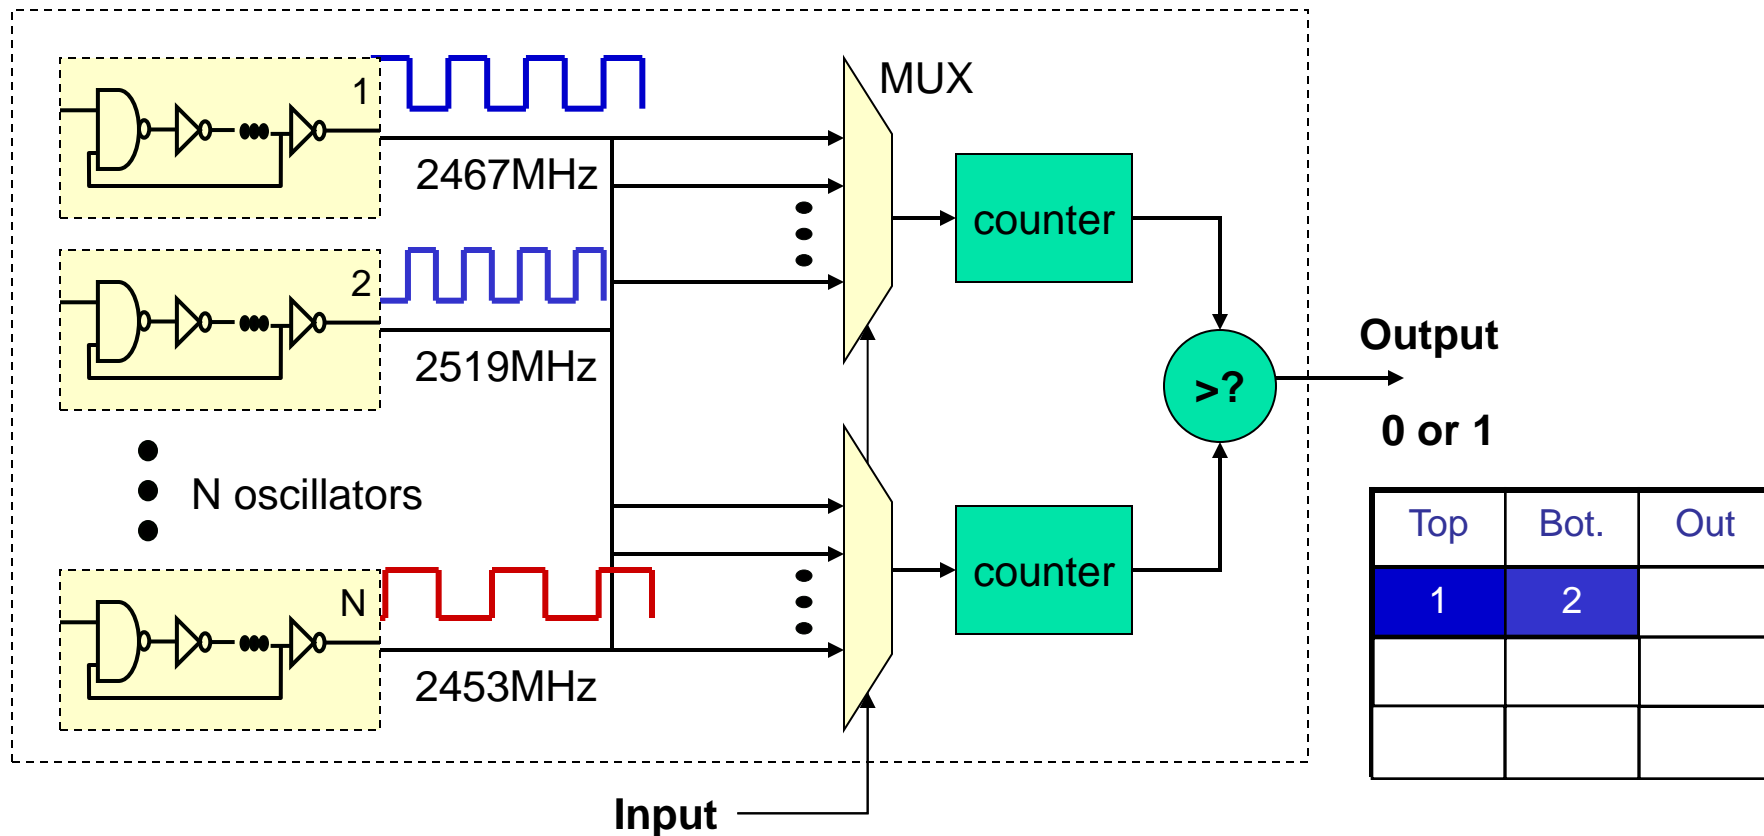 1
MUX
2467MHz
counter
2
2519MHz
Output
>?
0 or 1
N oscillators
Top Bot. Out
counter
1 2
N
2453MHz
Input